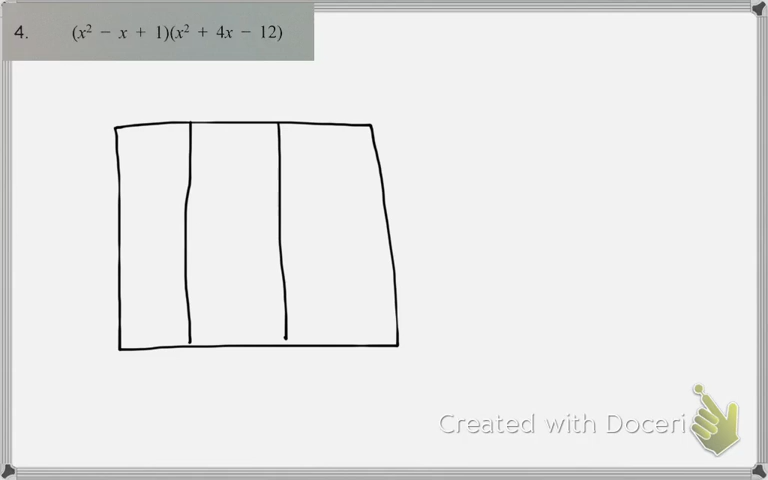 4. (x² − x + 1)(x² + 4x − 12)
Created with Doceri